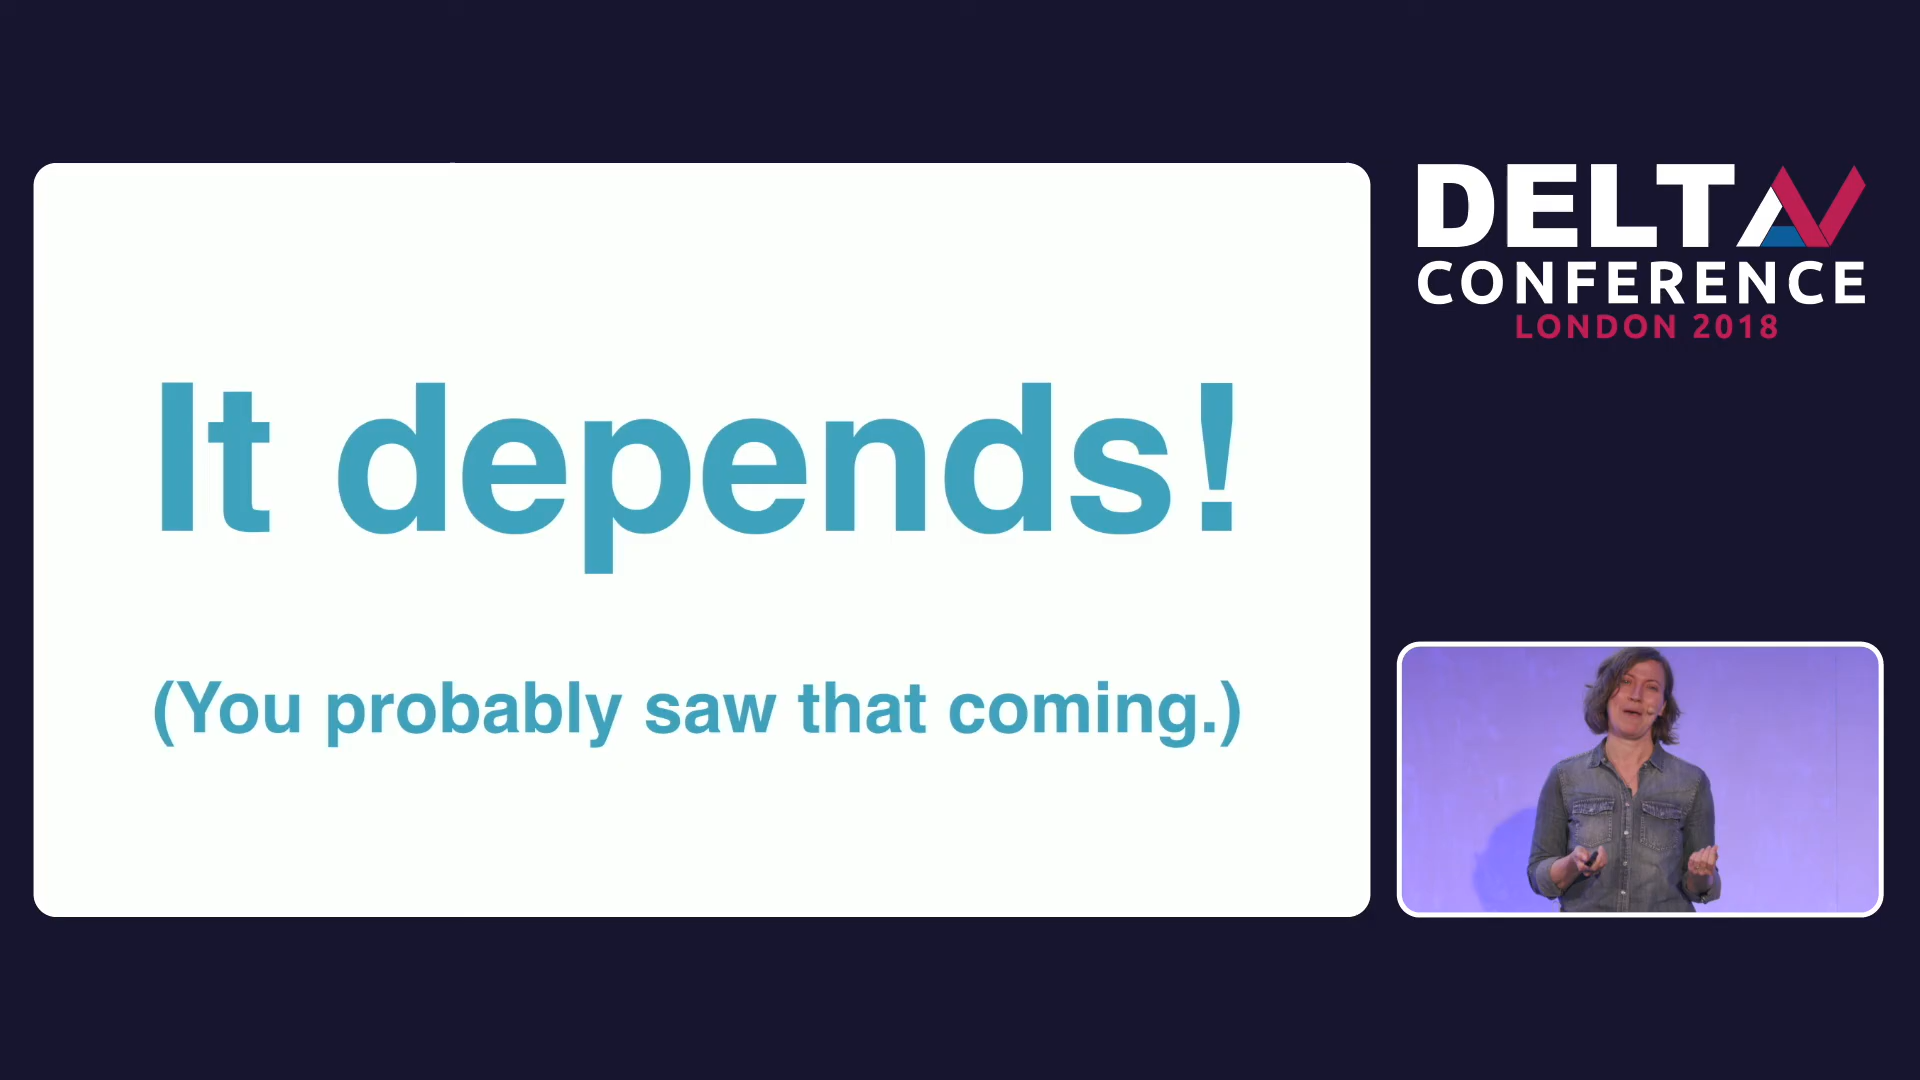 It depends!
(You probably saw that coming.)
DELTA V
CONFERENCE
LONDON 2018